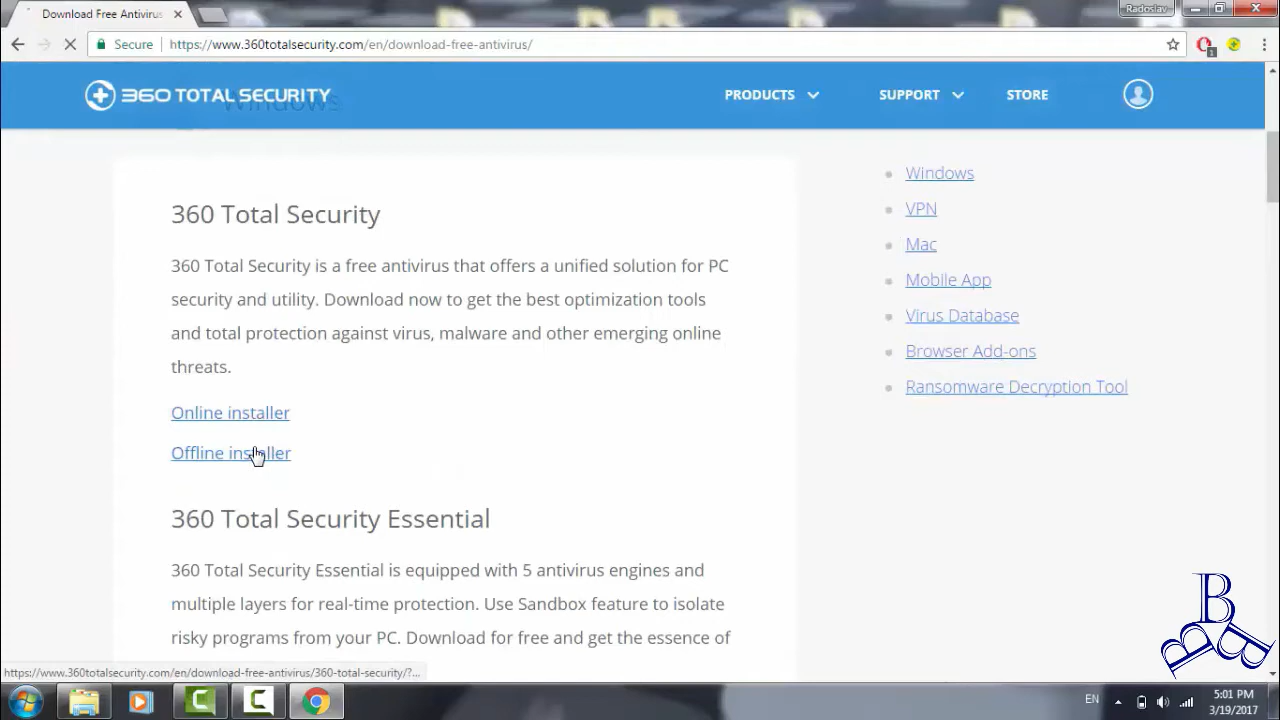 Download Free Antivirus
Radoslav
Secure
https://www.360totalsecurity.com/en/download-free-antivirus/
1
360 TOTAL SECURITY
PRODUCTS
SUPPORT
STORE
Windows
360 Total Security
360 Total Security is a free antivirus that offers a unified solution for PC
security and utility. Download now to get the best optimization tools
and total protection against virus, malware and other emerging online
threats.
Online installer
Offline installer
360 Total Security Essential
360 Total Security Essential is equipped with 5 antivirus engines and
multiple layers for real-time protection. Use Sandbox feature to isolate
risky programs from your PC. Download for free and get the essence of
Windows
VPN
Mac
Mobile App
Virus Database
Browser Add-ons
Ransomware Decryption Tool
https://www.360totalsecurity.com/en/download-free-antivirus/360-total-security/?...
EN
5:01 PM
3/19/2017